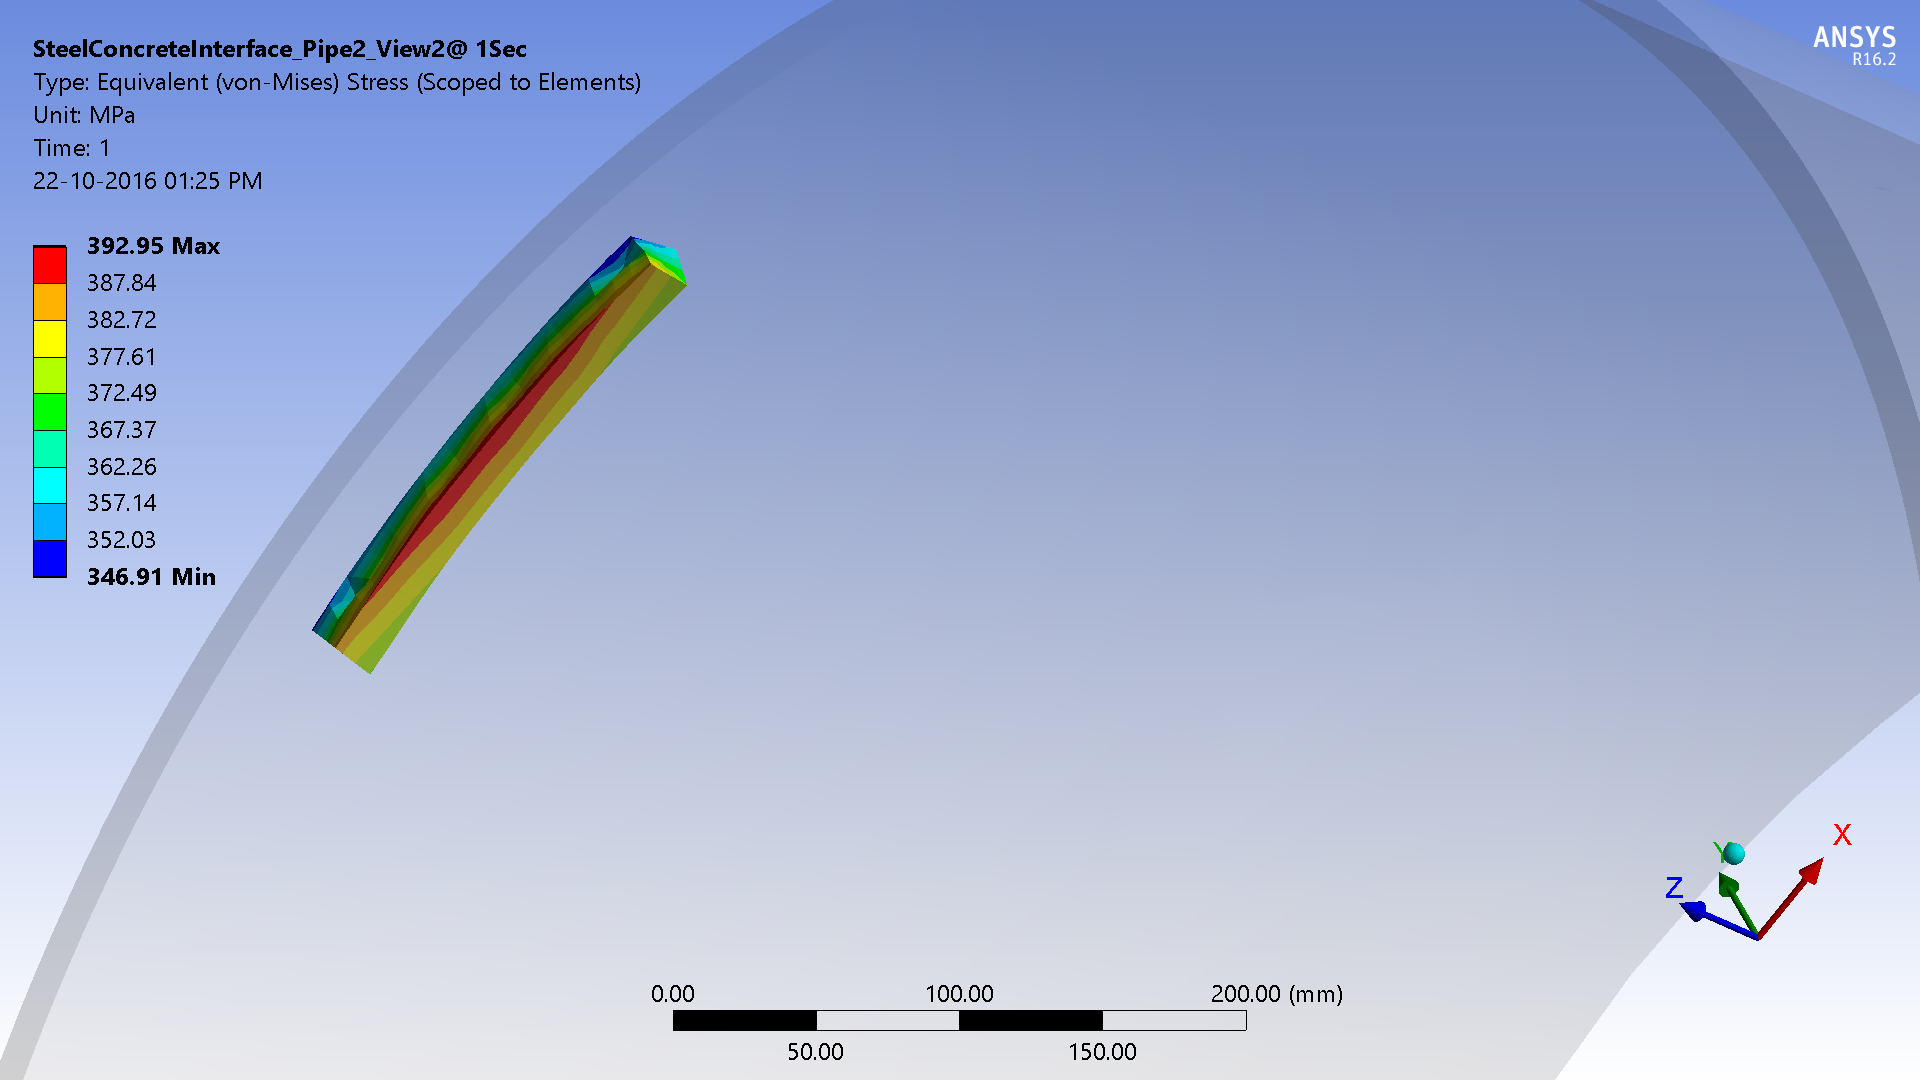 SteelConcreteInterface_Pipe2_View2@ 1Sec
Type: Equivalent (von-Mises) Stress (Scoped to Elements)
Unit: MPa
Time: 1
22-10-2016 01:25 PM
ANSYS
R16.2
392.95 Max
387.84
382.72
377.61
372.49
367.37
362.26
357.14
352.03
346.91 Min
X
Y
Z
0.00 100.00 200.00 (mm)
50.00 150.00